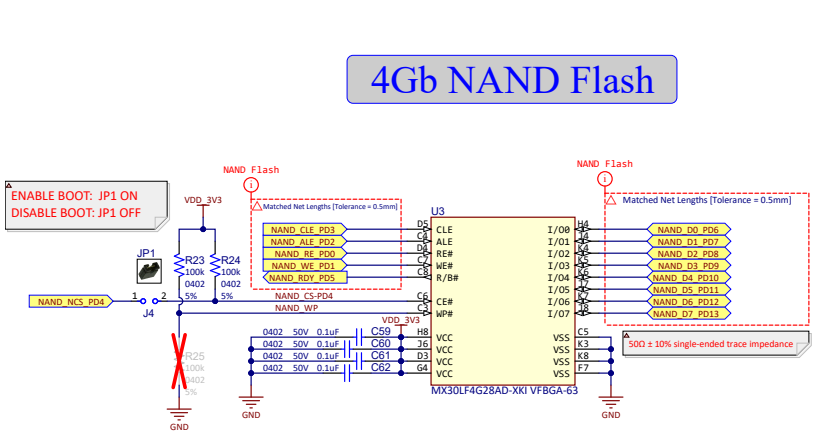 4Gb NAND Flash
ENABLE BOOT: JP1 ON
DISABLE BOOT: JP1 OFF
NAND Flash
i
Matched Net Lengths [Tolerance = 0.5mm]
NAND Flash
i
Matched Net Lengths [Tolerance = 0.5mm]
VDD_3V3
JP1
R23
100k
0402
5%
R24
100k
0402
5%
NAND_NCS_PD4
1
2
J4
NAND_CLE_PD3
NAND_ALE_PD2
NAND_RE_PD0
NAND_WE_PD1
NAND_RDY_PD5
NAND_CS-PD4
NAND_WP
U3
D5 CLE
C4 ALE
D4 RE#
C7 WE#
C8 R/B#
C6 CE#
C3 WP#
H8 VCC
J6 VCC
D3 VCC
G4 VCC
I/O0 H4
I/O1 J4
I/O2 K4
I/O3 K5
I/O4 K6
I/O5 J7
I/O6 K7
I/O7 J8
VSS C5
VSS K3
VSS K8
VSS F7
MX30LF4G28AD-XKI VFBGA-63
NAND_D0_PD6
NAND_D1_PD7
NAND_D2_PD8
NAND_D3_PD9
NAND_D4_PD10
NAND_D5_PD11
NAND_D6_PD12
NAND_D7_PD13
VDD_3V3
0402 50V 0.1uF C59
0402 50V 0.1uF C60
0402 50V 0.1uF C61
0402 50V 0.1uF C62
50Ω ± 10% single-ended trace impedance
R25
100k
0402
5%
GND
GND
GND